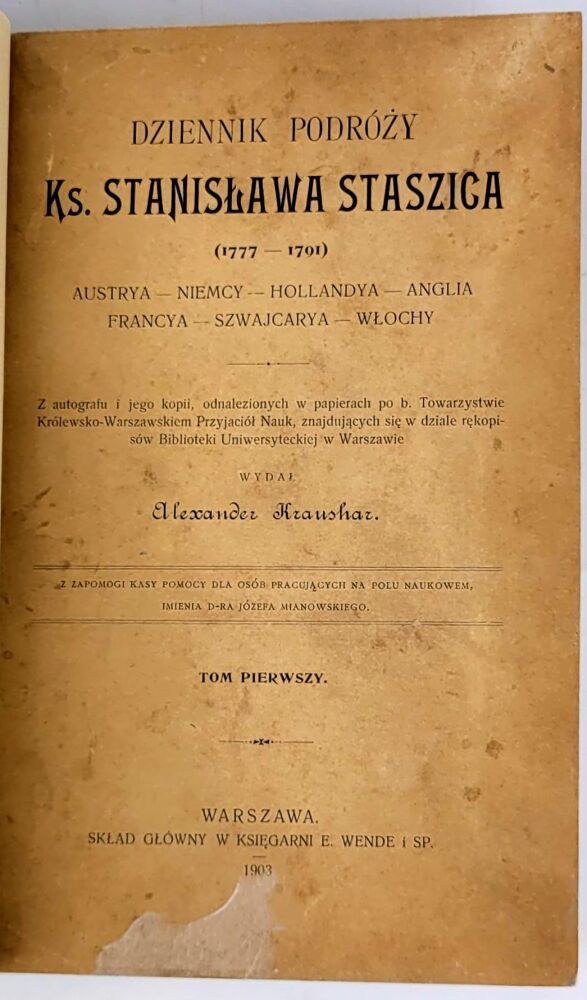 DZIENNIK PODRÓŻY
Ks. STANISŁAWA STASZICA
(1777 — 1791)
AUSTRYA — NIEMCY — HOLLANDYA — ANGLIA
FRANCYA — SZWAJCARYA — WŁOCHY
Z autografu i jego kopii, odnalezionych w papierach po b. Towarzystwie
Królewsko-Warszawskiem Przyjaciół Nauk, znajdujących się w dziale rękopi-
sów Biblioteki Uniwersyteckiej w Warszawie
WYDAŁ
Alexander Kraushar.
Z ZAPOMOGI KASY POMOCY DLA OSÓB PRACUJĄCYCH NA POLU NAUKOWEM,
IMIENIA D-RA JÓZEFA MIANOWSKIEGO.
TOM PIERWSZY.
WARSZAWA.
SKŁAD GŁÓWNY W KSIĘGARNI E. WENDE i SP.
1903